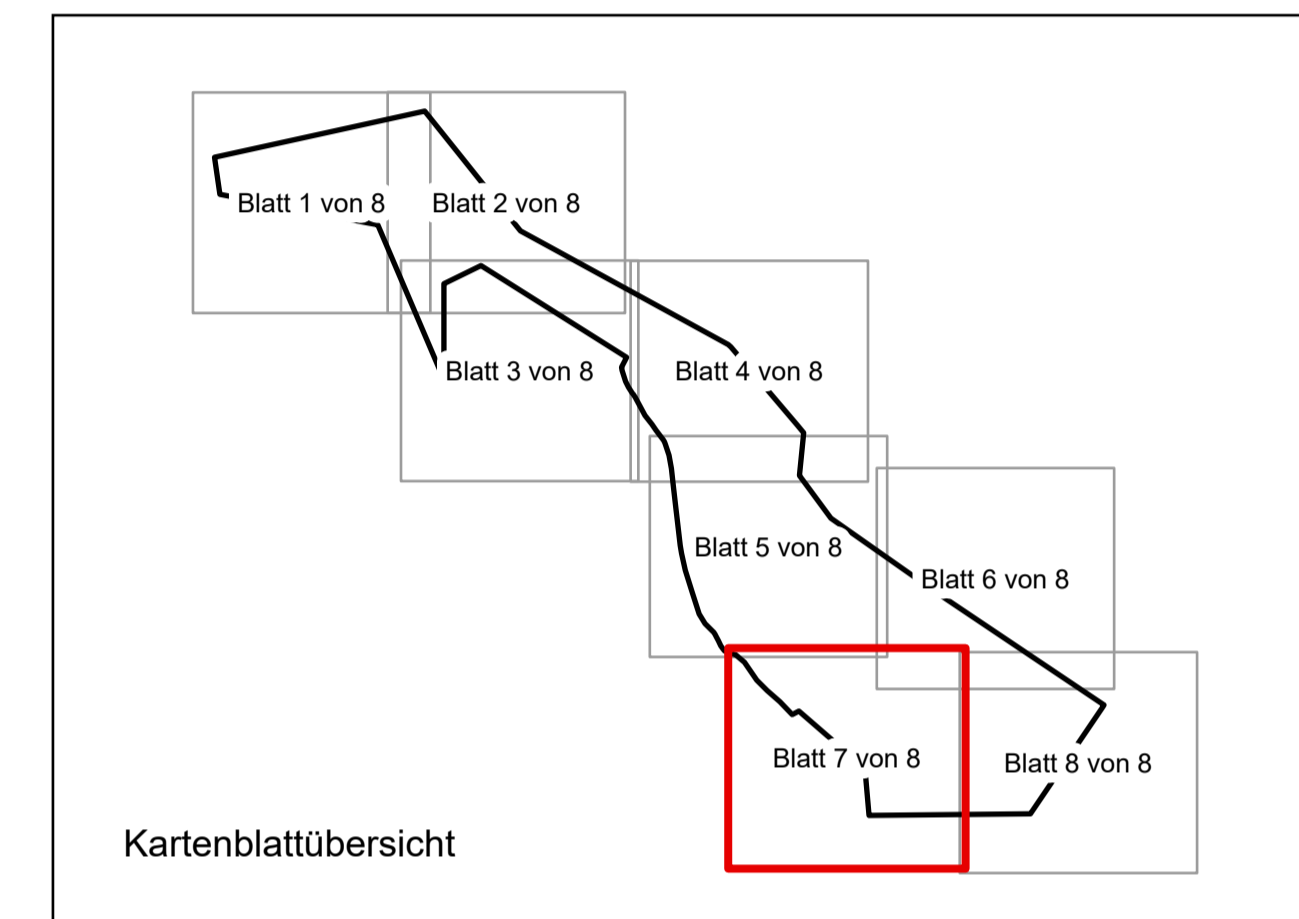 Blatt 1 von 8
Blatt 2 von 8
Blatt 3 von 8
Blatt 4 von 8
Blatt 5 von 8
Blatt 6 von 8
Blatt 7 von 8
Blatt 8 von 8
Kartenblattübersicht